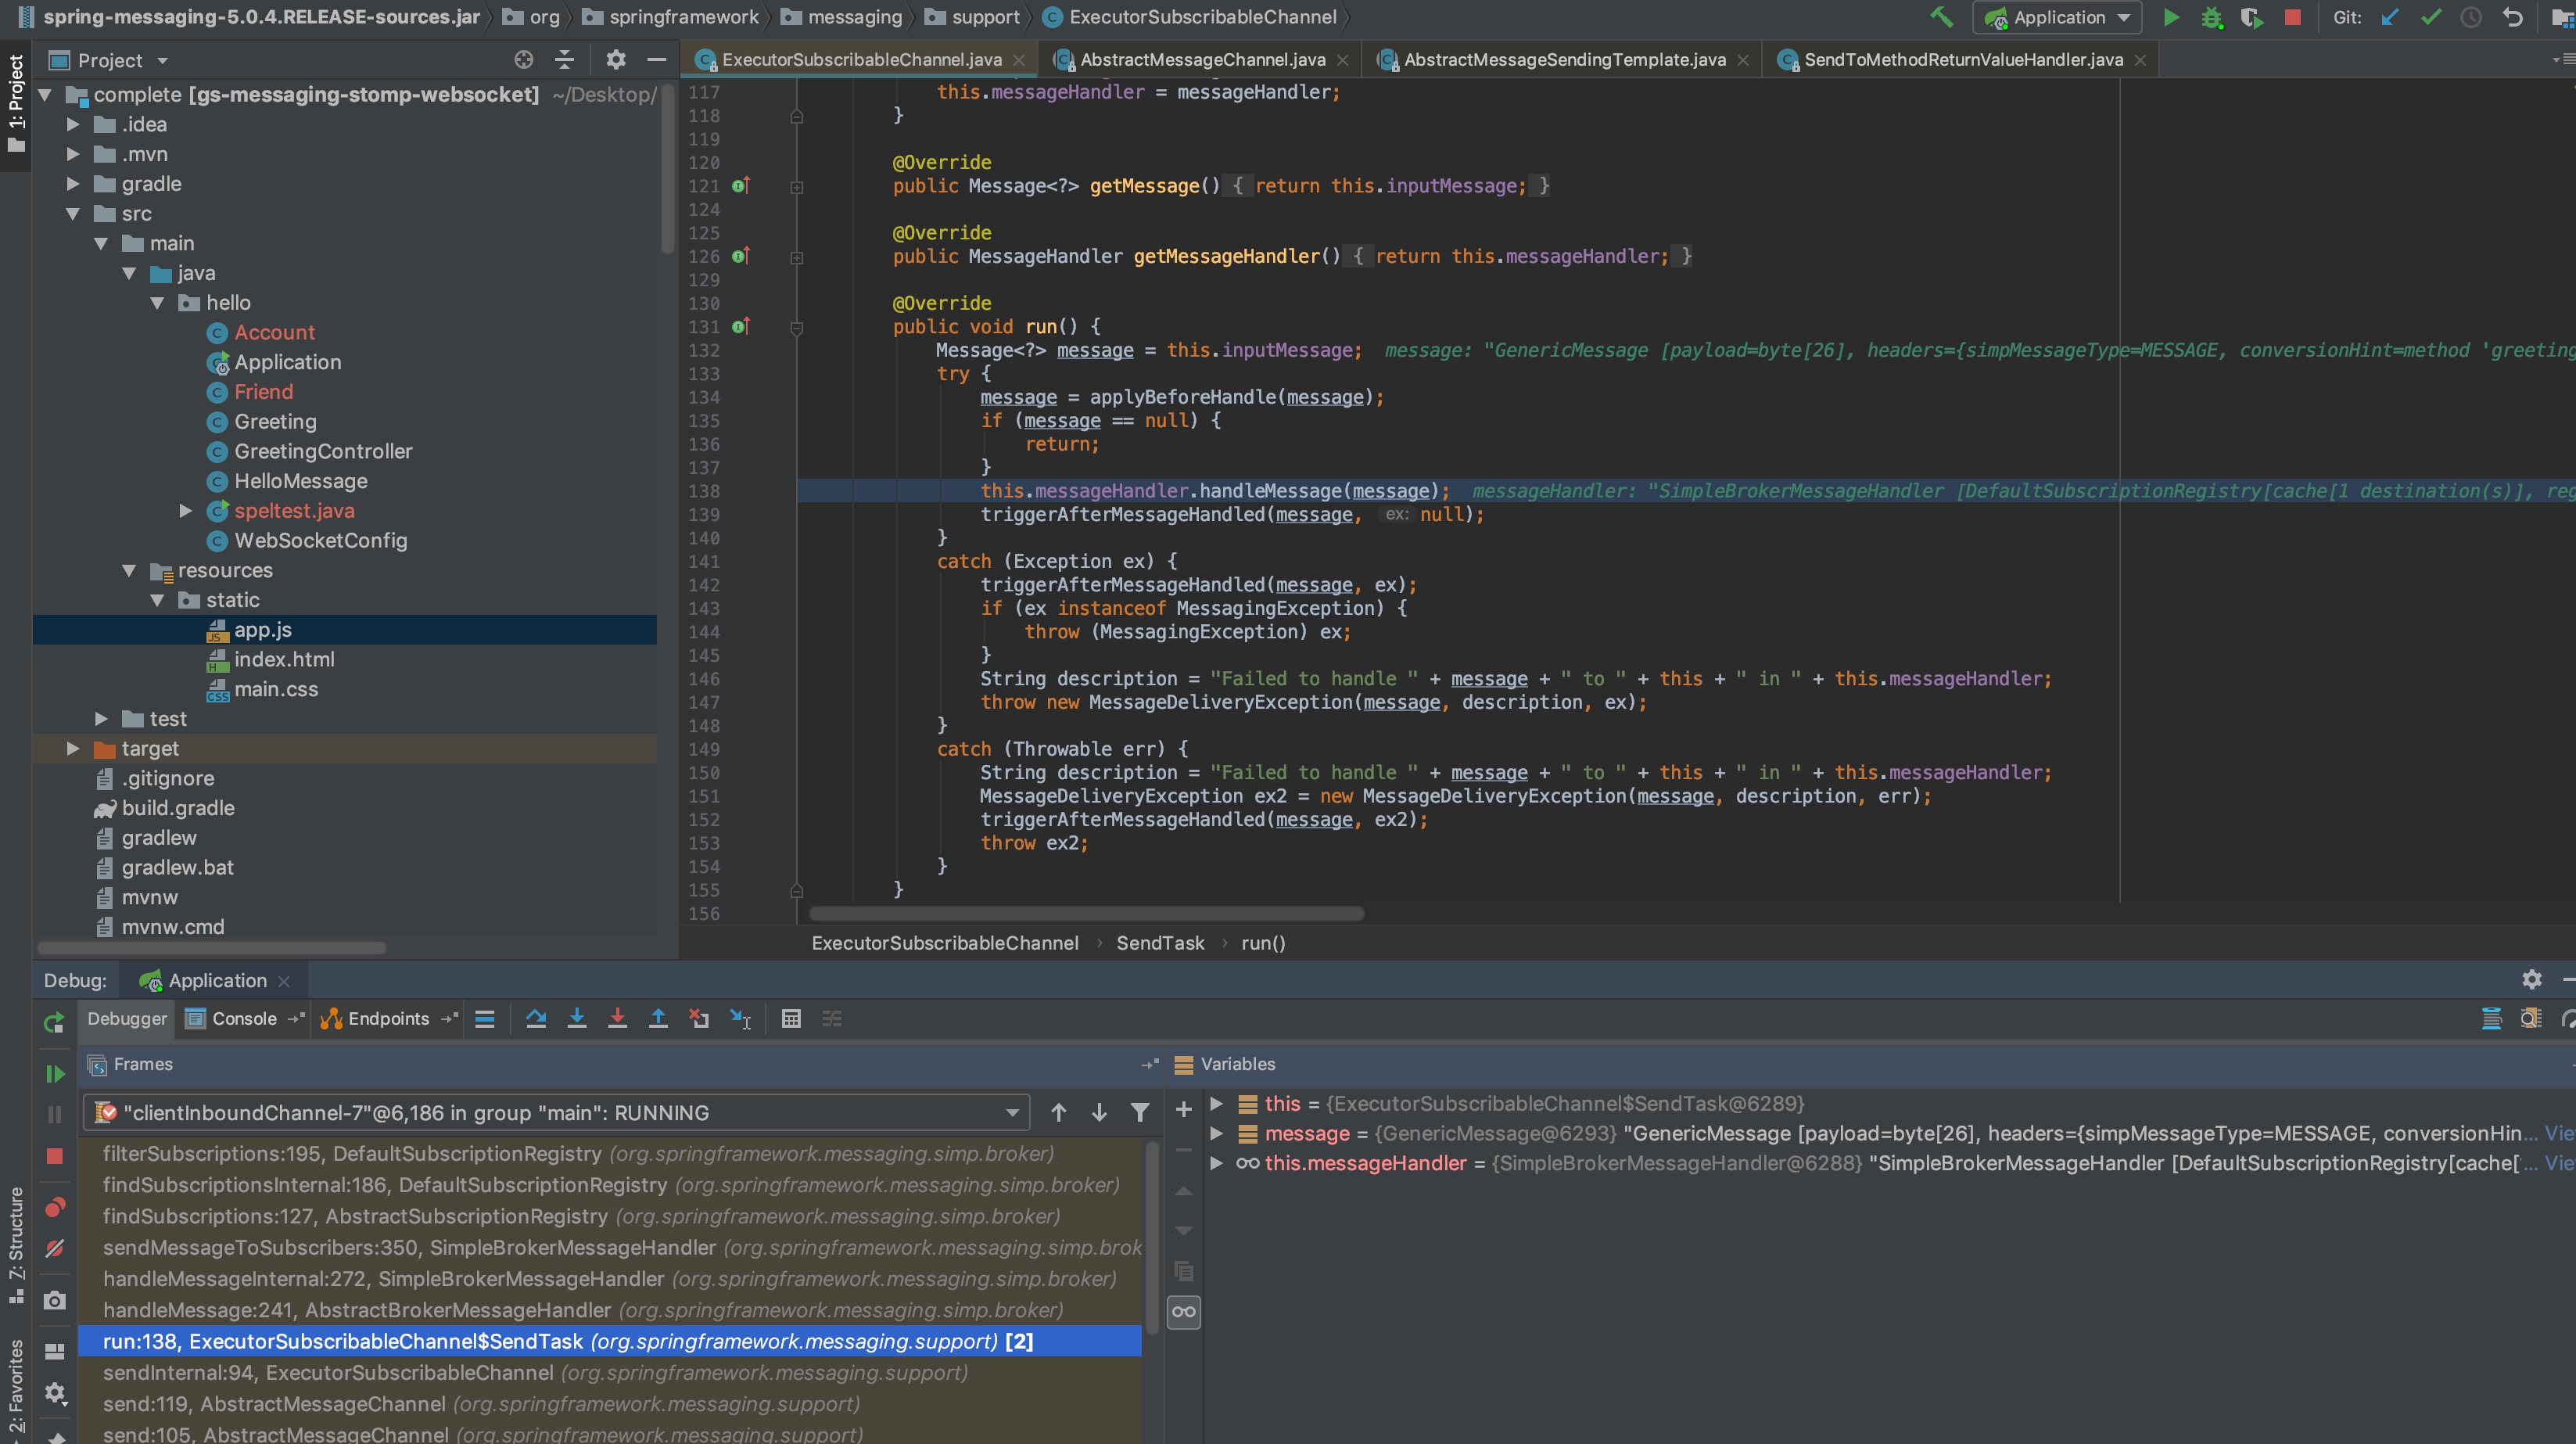 spring-messaging-5.0.4.RELEASE-sources.jar org springframework messaging support ExecutorSubscribableChannel Application Git:
1: Project
Project
ExecutorSubscribableChannel.java AbstractMessageChannel.java AbstractMessageSendingTemplate.java SendToMethodReturnValueHandler.java
complete [gs-messaging-stomp-websocket] ~/Desktop/
.idea
.mvn
gradle
src
main
java
hello
Account
Application
Friend
Greeting
GreetingController
HelloMessage
speltest.java
WebSocketConfig
resources
static
app.js
index.html
main.css
test
target
.gitignore
build.gradle
gradlew
gradlew.bat
mvnw
mvnw.cmd
117 this.messageHandler = messageHandler;
118 }
119
120 @Override
121 public Message<?> getMessage() { return this.inputMessage; }
124
125 @Override
126 public MessageHandler getMessageHandler() { return this.messageHandler; }
129
130 @Override
131 public void run() {
132 Message<?> message = this.inputMessage; message: "GenericMessage [payload=byte[26], headers={simpMessageType=MESSAGE, conversionHint=method 'greeting
133 try {
134 message = applyBeforeHandle(message);
135 if (message == null) {
136 return;
137 }
138 this.messageHandler.handleMessage(message); messageHandler: "SimpleBrokerMessageHandler [DefaultSubscriptionRegistry[cache[1 destination(s)], reg
139 triggerAfterMessageHandled(message, ex: null);
140 }
141 catch (Exception ex) {
142 triggerAfterMessageHandled(message, ex);
143 if (ex instanceof MessagingException) {
144 throw (MessagingException) ex;
145 }
146 String description = "Failed to handle " + message + " to " + this + " in " + this.messageHandler;
147 throw new MessageDeliveryException(message, description, ex);
148 }
149 catch (Throwable err) {
150 String description = "Failed to handle " + message + " to " + this + " in " + this.messageHandler;
151 MessageDeliveryException ex2 = new MessageDeliveryException(message, description, err);
152 triggerAfterMessageHandled(message, ex2);
153 throw ex2;
154 }
155 }
156
ExecutorSubscribableChannel › SendTask › run()
Debug: Application
Debugger Console Endpoints
Frames
"clientInboundChannel-7"@6,186 in group "main": RUNNING
filterSubscriptions:195, DefaultSubscriptionRegistry (org.springframework.messaging.simp.broker)
findSubscriptionsInternal:186, DefaultSubscriptionRegistry (org.springframework.messaging.simp.broker)
findSubscriptions:127, AbstractSubscriptionRegistry (org.springframework.messaging.simp.broker)
sendMessageToSubscribers:350, SimpleBrokerMessageHandler (org.springframework.messaging.simp.brok
handleMessageInternal:272, SimpleBrokerMessageHandler (org.springframework.messaging.simp.broker)
handleMessage:241, AbstractBrokerMessageHandler (org.springframework.messaging.simp.broker)
run:138, ExecutorSubscribableChannel$SendTask (org.springframework.messaging.support) [2]
sendInternal:94, ExecutorSubscribableChannel (org.springframework.messaging.support)
send:119, AbstractMessageChannel (org.springframework.messaging.support)
send:105, AbstractMessageChannel (org.springframework.messaging.support)
Variables
this = {ExecutorSubscribableChannel$SendTask@6289}
message = {GenericMessage@6293} "GenericMessage [payload=byte[26], headers={simpMessageType=MESSAGE, conversionHin... Vie
this.messageHandler = {SimpleBrokerMessageHandler@6288} "SimpleBrokerMessageHandler [DefaultSubscriptionRegistry[cache[... Vie
Z: Structure
2: Favorites